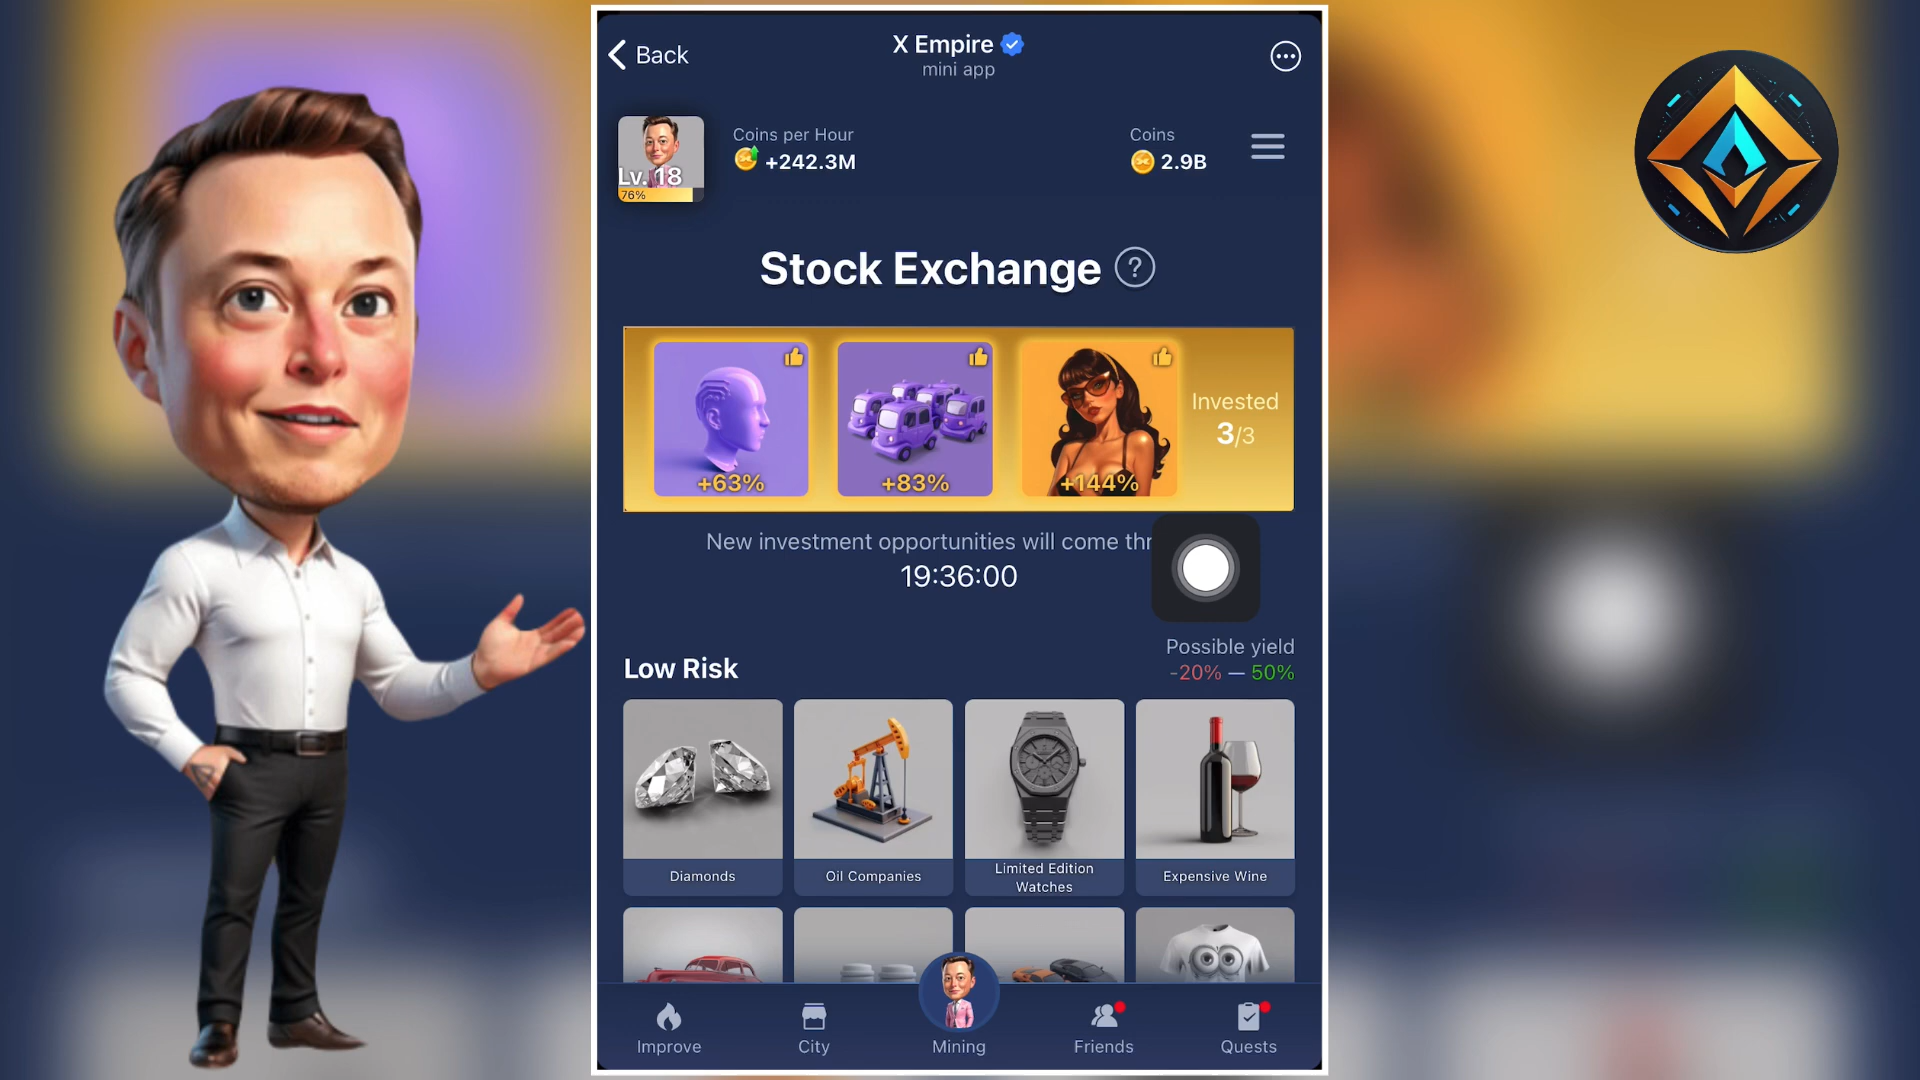 Back
X Empire
mini app
Coins per Hour
+242.3M
Coins
2.9B
Lv. 18
76%
Stock Exchange ?
+63%
+83%
+144%
Invested
3/3
New investment opportunities will come thr
19:36:00
Possible yield
Low Risk
-20% — 50%
Diamonds
Oil Companies
Limited Edition
Watches
Expensive Wine
Improve
City
Mining
Friends
Quests